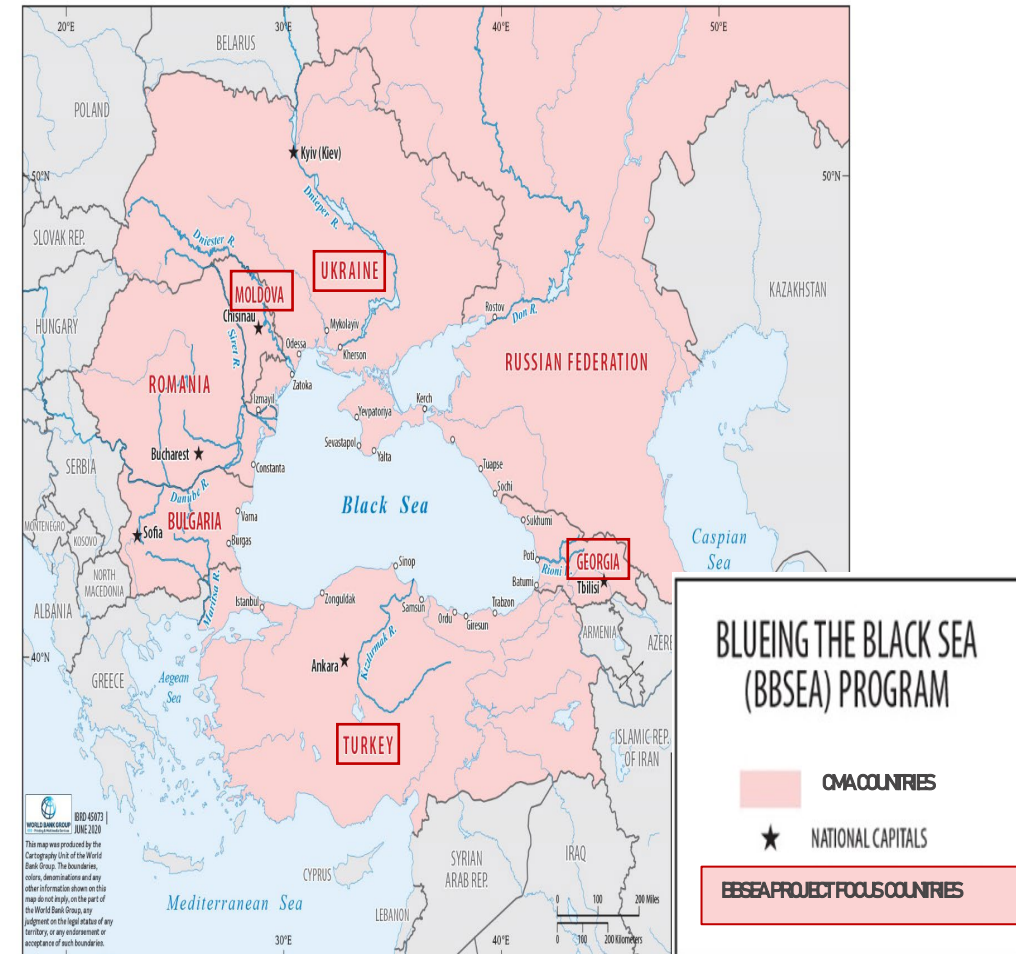 20°E
30°E
40°E
50°E
BELARUS
POLAND
Kyiv (Kiev)
50°N
50°N
Dnieper R.
SLOVAK REP.
Dniester R.
UKRAINE
MOLDOVA
KAZAKHSTAN
Chisinau
HUNGARY
Mykolayiv
Rostov
Don R.
Siret R.
Odessa
Kherson
RUSSIAN FEDERATION
ROMANIA
Zatoka
Izmayil
Kerch
Yevpatoriya
Sevastapol
Yalta
Bucharest
SERBIA
Constanta
Tuapse
Danube R.
Sochi
Black Sea
BULGARIA
Varna
MONTENEGRO
KOSOVO
Sofia
Sukhumi
Caspian
Sea
Burgas
Poti
GEORGIA
Rioni R.
NORTH
MACEDONIA
Sinop
Batumi
Tbilisi
Maritsa R.
ALBANIA
Istanbul
Zonguldak
Samsun
Ordu
Giresun
Trabzon
ARMENIA
AZERB
40°N
Ankara
Kizilirmak R.
GREECE
Aegean
Sea
TURKEY
ISLAMIC REP.
OF IRAN
BLUEING THE BLACK SEA
(BBSEA) PROGRAM
CMA COUNTRIES
NATIONAL CAPITALS
BBSEA PROJECT FOCUS COUNTRIES
WORLD BANK GROUP
IBRD 45073
JUNE 2020
This map was produced by the
Cartography Unit of the World
Bank Group. The boundaries,
colors, denominations and any
other information shown on this
map do not imply, on the part of
the World Bank Group, any
judgment on the legal status of any
territory, or any endorsement or
acceptance of such boundaries.
CYPRUS
SYRIAN
ARAB REP.
IRAQ
Mediterranean Sea
LEBANON
0 100 200 Miles
0 100 200 Kilometers
30°E
40°E